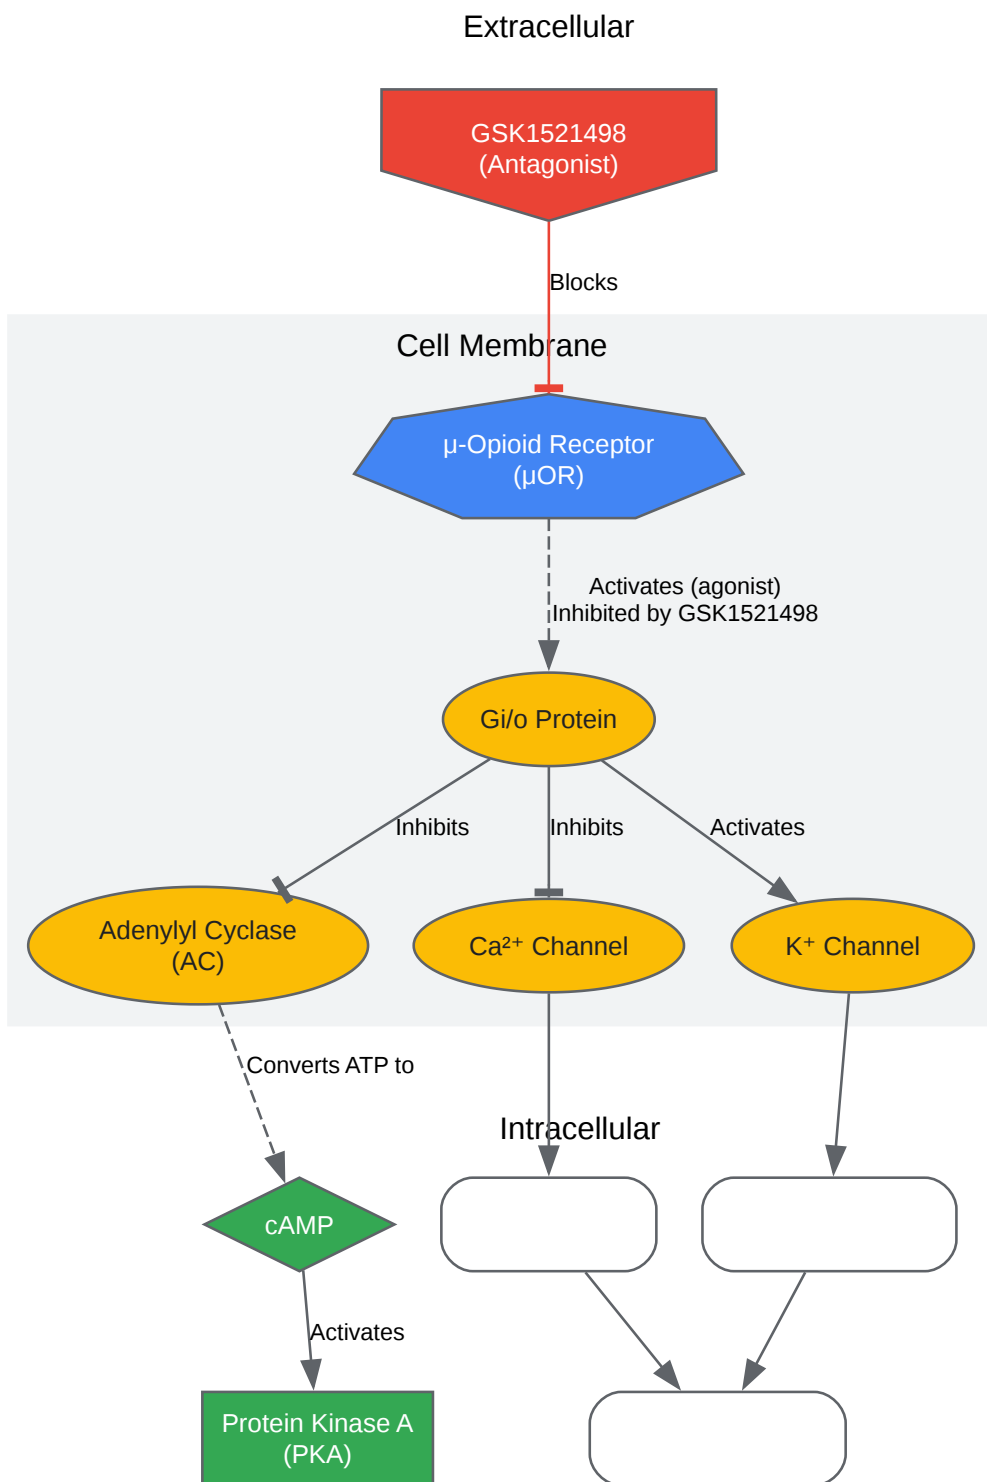 Extracellular
GSK1521498
(Antagonist)
Blocks
Cell Membrane
μ-Opioid Receptor
(μOR)
Activates (agonist)
Inhibited by GSK1521498
Gi/o Protein
Inhibits
Inhibits
Activates
Adenylyl Cyclase
(AC)
Ca²⁺ Channel
K⁺ Channel
Converts ATP to
Intracellular
cAMP
Activates
Protein Kinase A
(PKA)